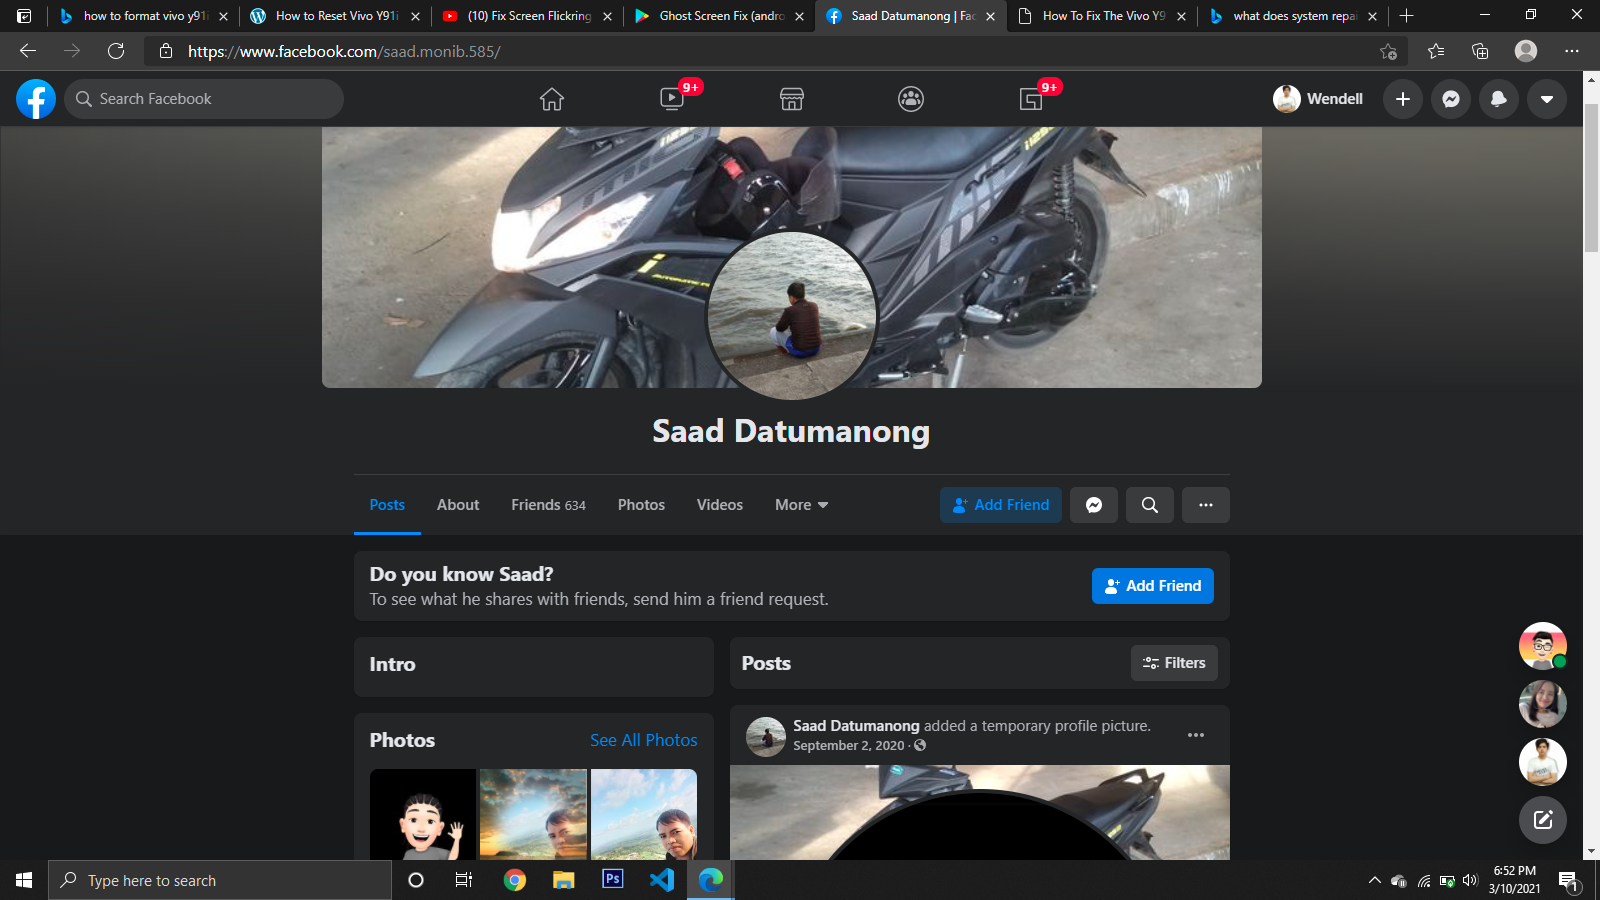 how to format vivo y91i
How to Reset Vivo Y91i
(10) Fix Screen Flickring
Ghost Screen Fix (andro
Saad Datumanong | Fac
How To Fix The Vivo Y9
what does system repa
https://www.facebook.com/saad.monib.585/
Search Facebook
9+
9+
Wendell
Saad Datumanong
Posts
About
Friends 634
Photos
Videos
More
Add Friend
Do you know Saad?
To see what he shares with friends, send him a friend request.
Add Friend
Intro
Posts
Filters
Photos
See All Photos
Saad Datumanong added a temporary profile picture.
September 2, 2020 ·
Type here to search
Ps
6:52 PM
3/10/2021
1